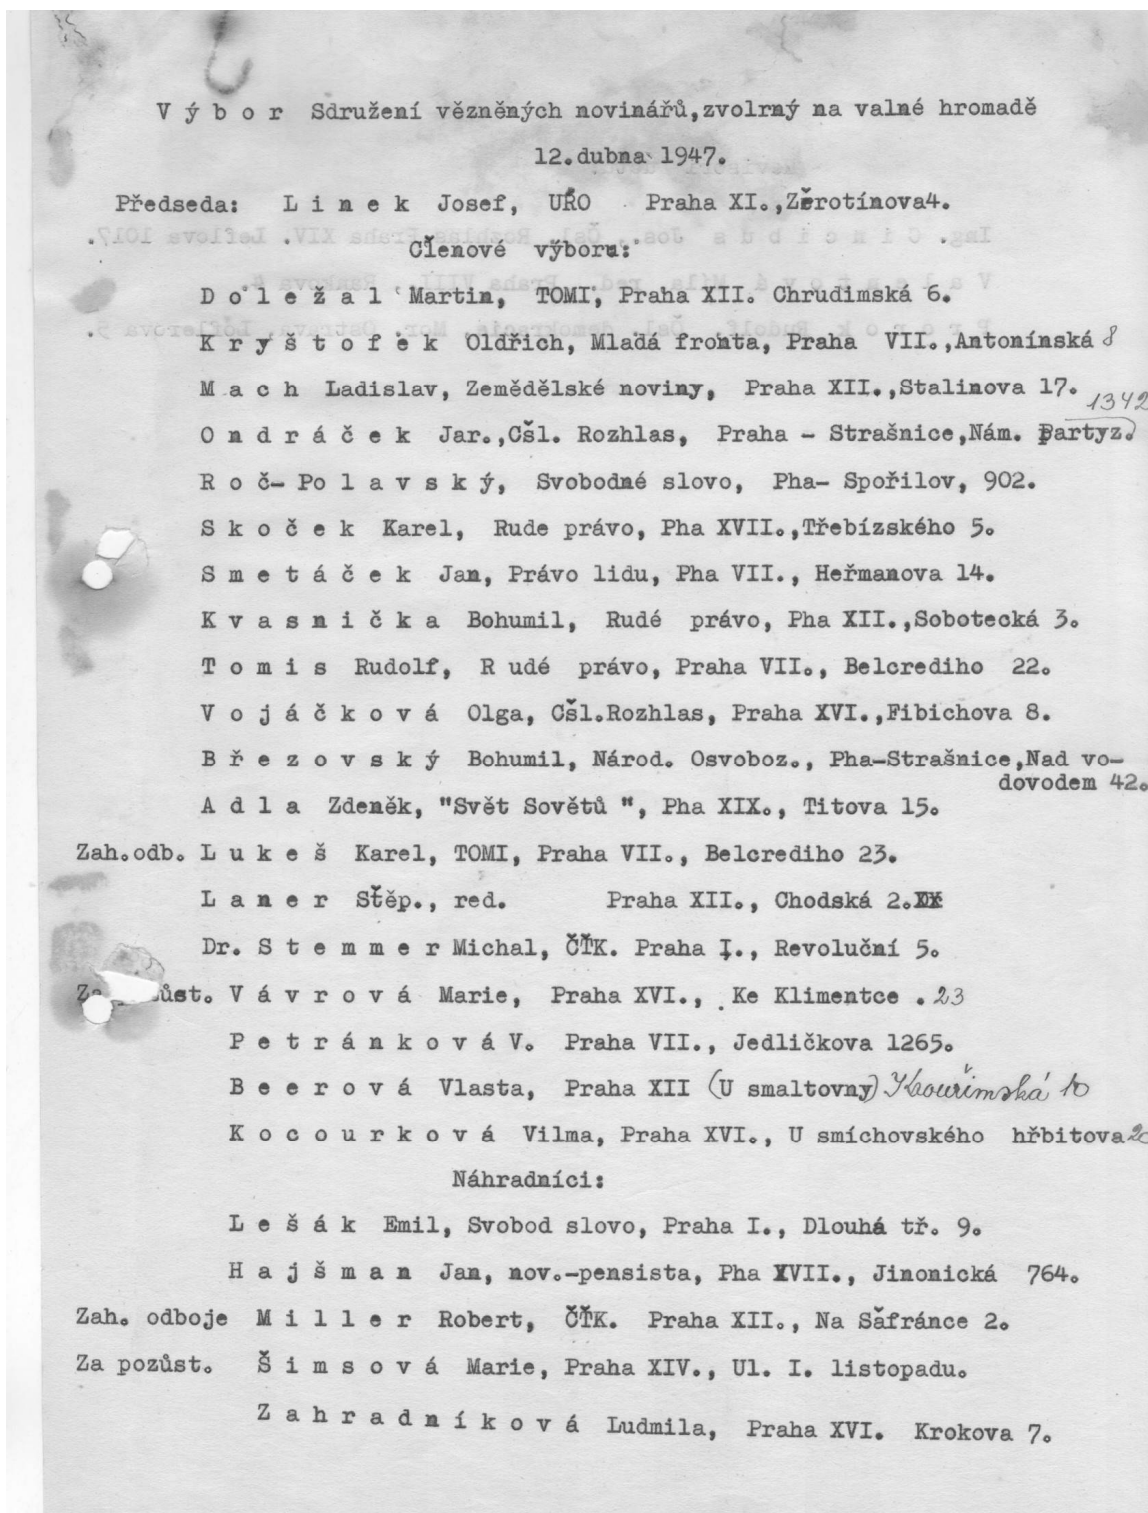 V ý b o r Sdružení vězněných novinářů,zvolrný na valné hromadě
12.dubna 1947.
Předseda: L i n e k Josef, UŘO Praha XI.,Zěrotínova4.
Členové výboru:
D o l e ž a l Martin, TOMI, Praha XII. Chrudimská 6.
K r y š t o f e k Oldřich, Mladá fronta, Praha VII.,Antonínská 8
M a c h Ladislav, Zemědělské noviny, Praha XII.,Stalinova 17.
1342
O n d r á č e k Jar.,Čšl. Rozhlas, Praha - Strašnice,Nám. Partyz.
R o č- P o l a v s k ý, Svobodné slovo, Pha- Spořilov, 902.
S k o č e k Karel, Rude právo, Pha XVII.,Třebízského 5.
S m e t á č e k Jan, Právo lidu, Pha VII., Heřmanova 14.
K v a s n i č k a Bohumil, Rudé právo, Pha XII.,Sobotecká 3.
T o m i s Rudolf, R udé právo, Praha VII., Belcrediho 22.
V o j á č k o v á Olga, Čšl.Rozhlas, Praha XVI.,Fibichova 8.
B ř e z o v s k ý Bohumil, Národ. Osvoboz., Pha-Strašnice,Nad vo-
dovodem 42.
A d l a Zdeněk, "Svět Sovětů ", Pha XIX., Titova 15.
Zah.odb. L u k e š Karel, TOMI, Praha VII., Belcrediho 23.
L a n e r Štěp., red. Praha XII., Chodská 2.
Dr. S t e m m e r Michal, ČŤK. Praha I., Revoluční 5.
V á v r o v á Marie, Praha XVI., Ke Klimentce . 23
P e t r á n k o v á V. Praha VII., Jedličkova 1265.
B e e r o v á Vlasta, Praha XII (U smaltovny) Kouřimská 10
K o c o u r k o v á Vilma, Praha XVI., U smíchovského hřbitova 20
Náhradníci:
L e š á k Emil, Svobod slovo, Praha I., Dlouhá tř. 9.
H a j š m a n Jan, nov.-pensista, Pha XVII., Jinonická 764.
Zah. odboje M i l l e r Robert, ČŤK. Praha XII., Na Šafránce 2.
Za pozůst. Š i m s o v á Marie, Praha XIV., Ul. I. listopadu.
Z a h r a d n í k o v á Ludmila, Praha XVI. Krokova 7.